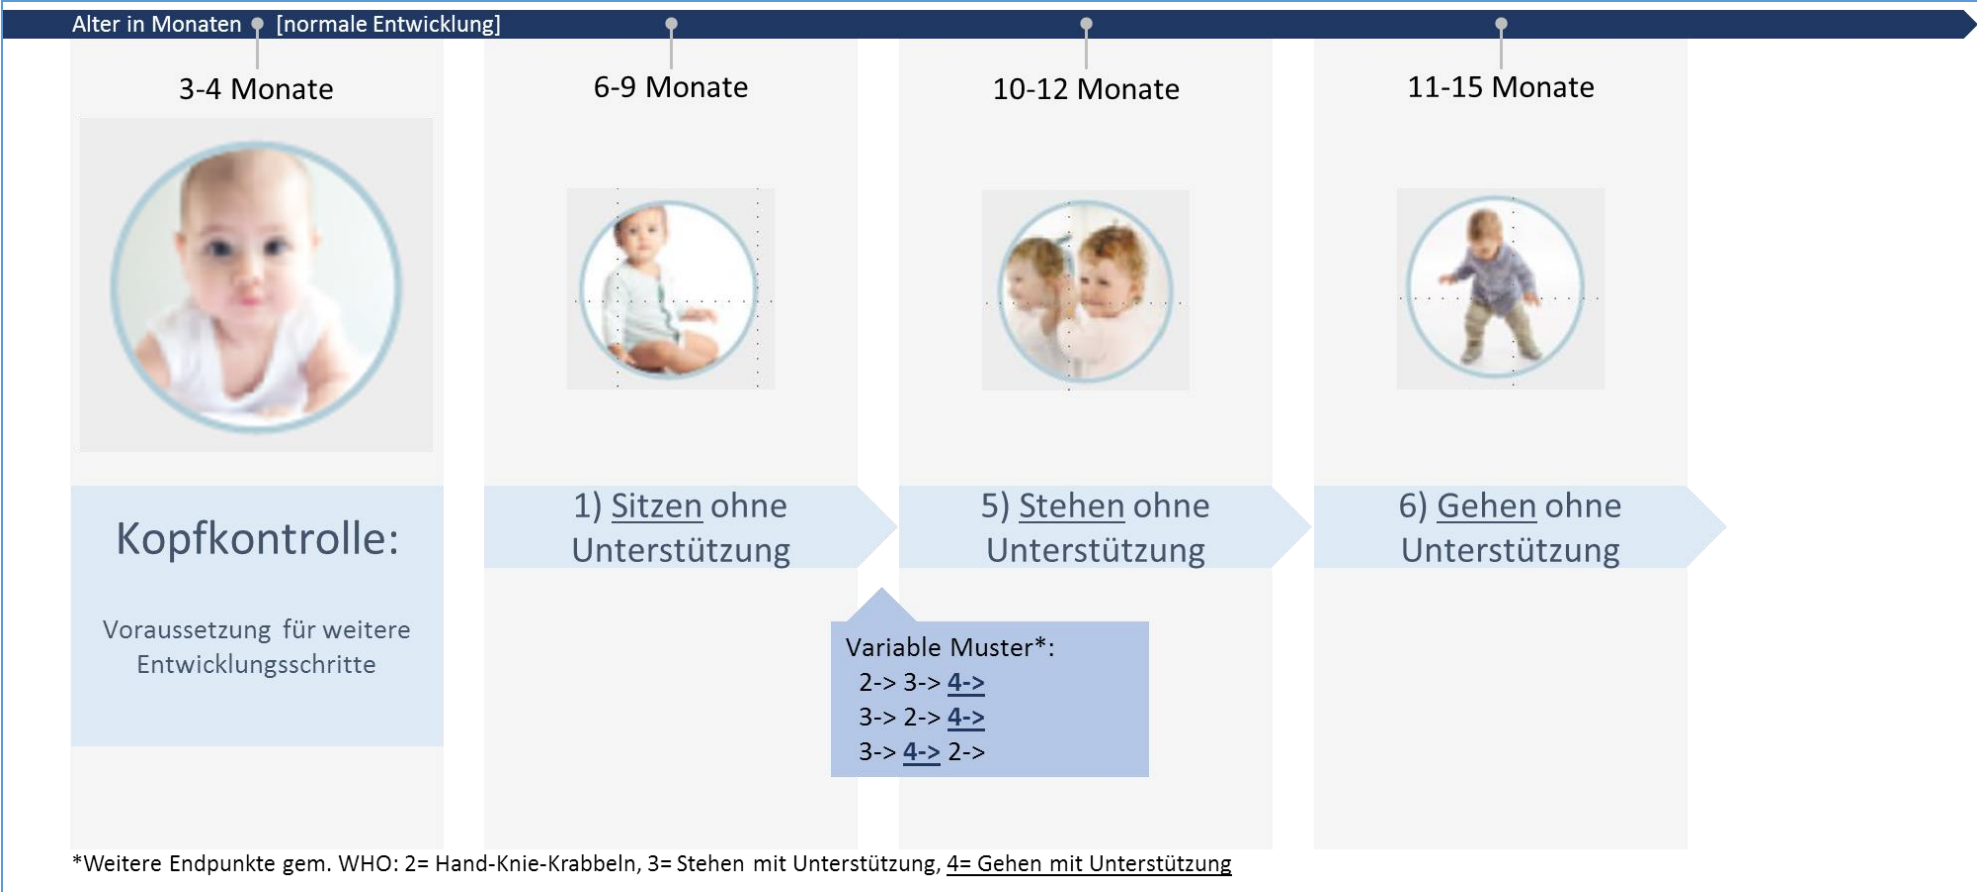 Alter in Monaten [normale Entwicklung]
3-4 Monate
6-9 Monate
10-12 Monate
11-15 Monate
Kopfkontrolle:
Voraussetzung für weitere
Entwicklungsschritte
1) Sitzen ohne
Unterstützung
5) Stehen ohne
Unterstützung
6) Gehen ohne
Unterstützung
Variable Muster*:
2-> 3-> 4->
3-> 2-> 4->
3-> 4-> 2->
*Weitere Endpunkte gem. WHO: 2= Hand-Knie-Krabbeln, 3= Stehen mit Unterstützung, 4= Gehen mit Unterstützung